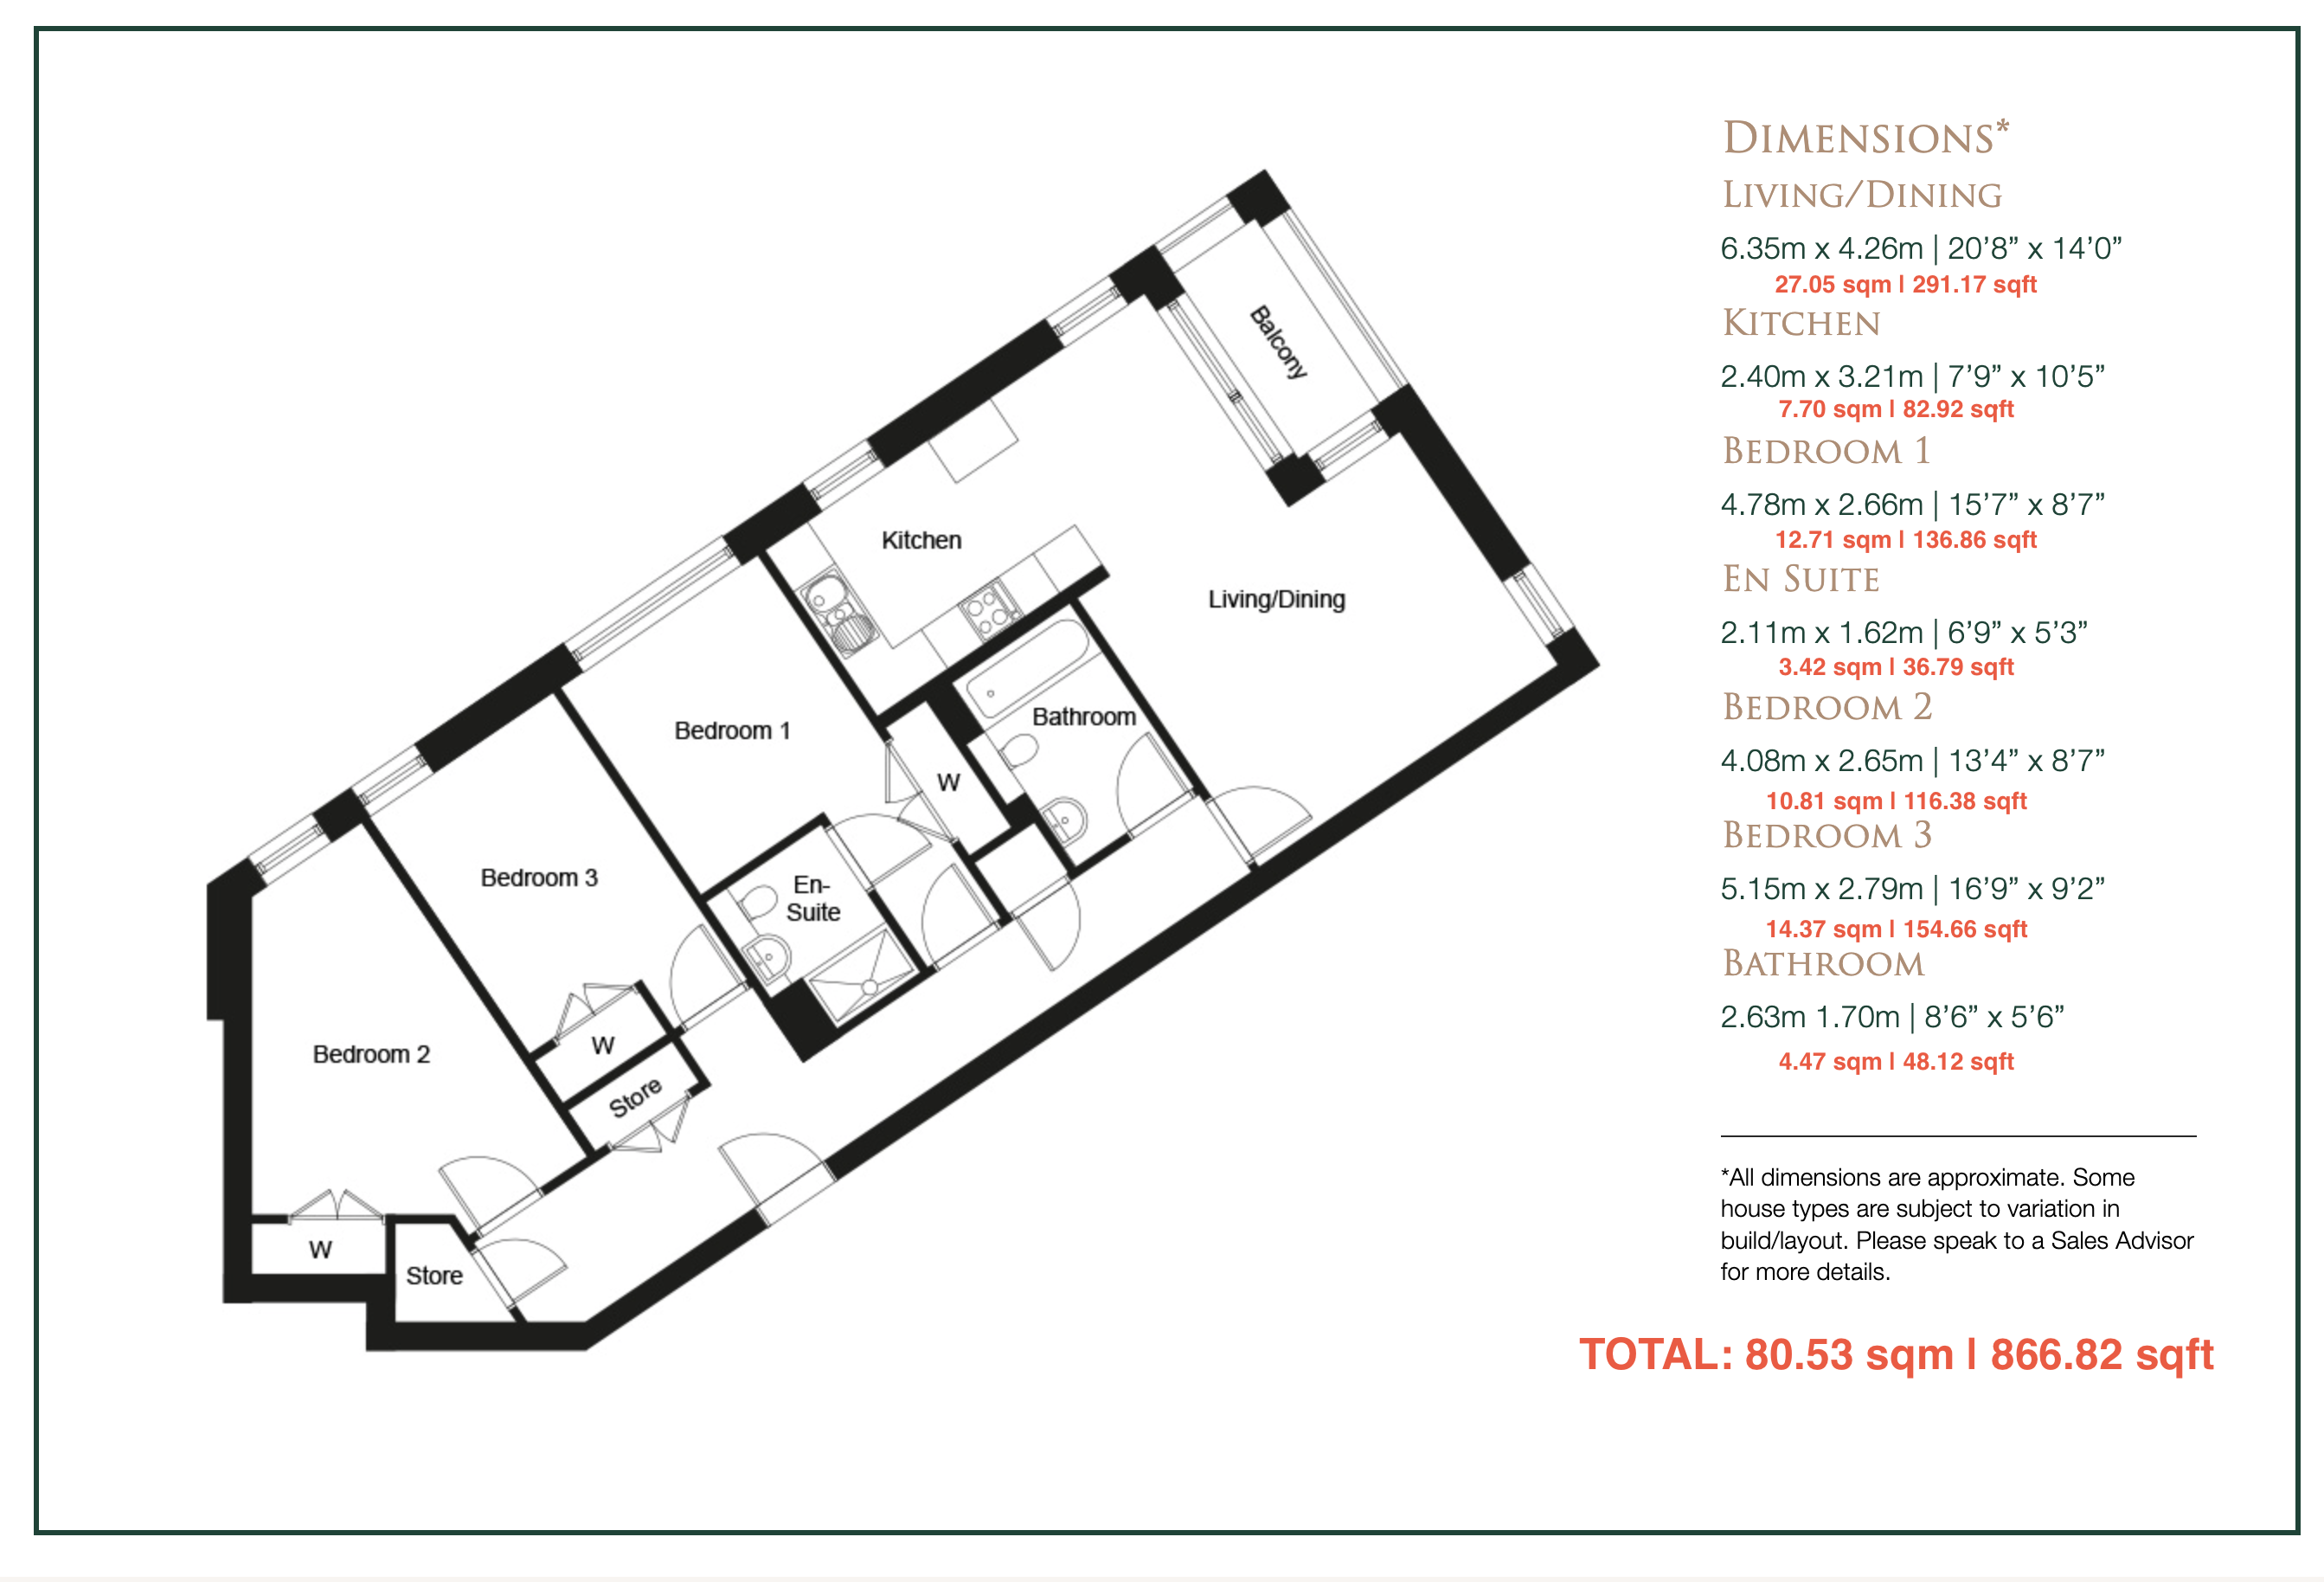 Balcony
Kitchen
Living/Dining
Bathroom
Bedroom 1
W
En-
Suite
Bedroom 3
W
Store
Bedroom 2
W
Store
DIMENSIONS*
LIVING/DINING
6.35m x 4.26m | 20’8” x 14’0”
27.05 sqm | 291.17 sqft
KITCHEN
2.40m x 3.21m | 7’9” x 10’5”
7.70 sqm | 82.92 sqft
BEDROOM 1
4.78m x 2.66m | 15’7” x 8’7”
12.71 sqm | 136.86 sqft
EN SUITE
2.11m x 1.62m | 6’9” x 5’3”
3.42 sqm | 36.79 sqft
BEDROOM 2
4.08m x 2.65m | 13’4” x 8’7”
10.81 sqm | 116.38 sqft
BEDROOM 3
5.15m x 2.79m | 16’9” x 9’2”
14.37 sqm | 154.66 sqft
BATHROOM
2.63m 1.70m | 8’6” x 5’6”
4.47 sqm | 48.12 sqft
*All dimensions are approximate. Some
house types are subject to variation in
build/layout. Please speak to a Sales Advisor
for more details.
TOTAL: 80.53 sqm | 866.82 sqft